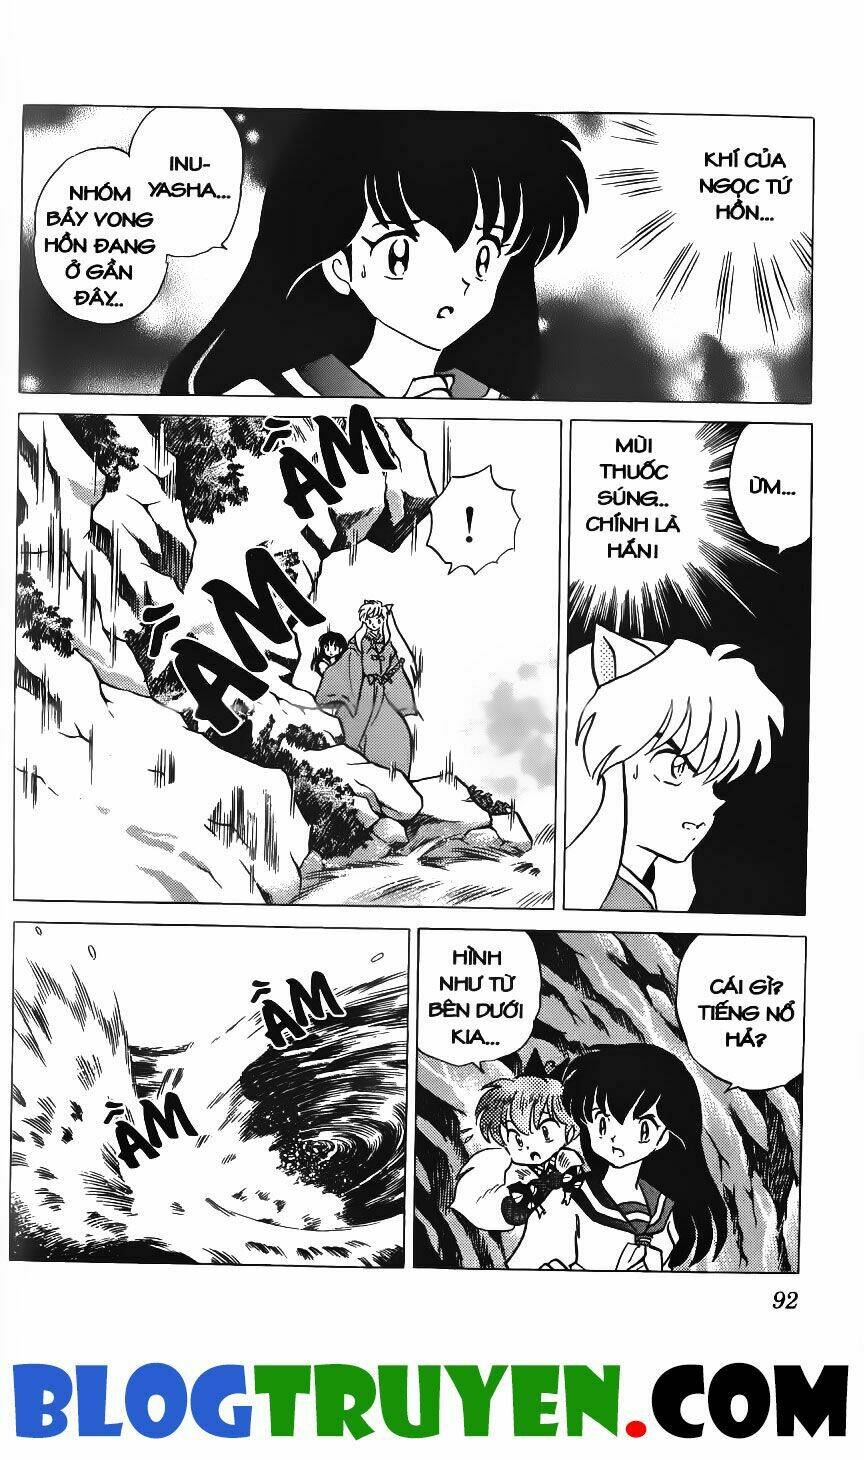 KHÍ CỦA
NGỌC TỨ
HỒN...
INU-
YASHA...
NHÓM
BẢY VONG
HỒN ĐANG
Ở GẦN
ĐÂY...
ỪM...
MÙI
THUỐC
SÚNG...
CHÍNH LÀ
HẮN!
!
ẦM
ẦM
CÁI GÌ?
TIẾNG NỔ
HẢ?
HÌNH
NHƯ TỪ
BÊN DƯỚI
KIA...
ẦM
ẦM
92
BLOGTRUYEN.COM